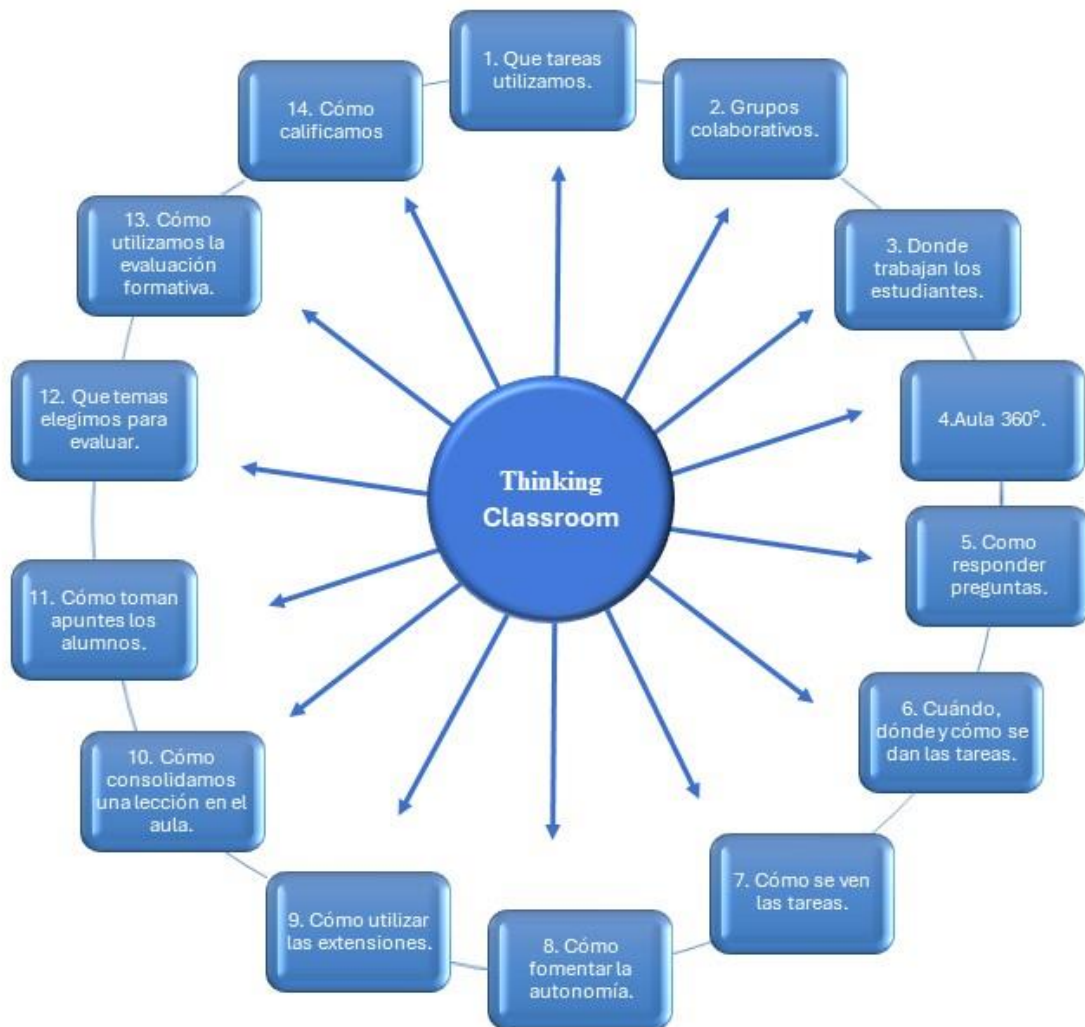 1. Que tareas
utilizamos.
2. Grupos
colaborativos.
3. Donde
trabajan los
estudiantes.
4.Aula 360°.
5. Como
responder
preguntas.
6. Cuándo,
dónde y cómo se
dan las tareas.
7. Cómo se ven
las tareas.
8. Cómo
fomentar la
autonomía.
9. Cómo utilizar
las extensiones.
10. Cómo
consolidamos
una lección en el
aula.
11. Cómo toman
apuntes los
alumnos.
12. Que temas
elegimos para
evaluar.
13. Cómo
utilizamos la
evaluación
formativa.
14. Cómo
calificamos
Thinking
Classroom